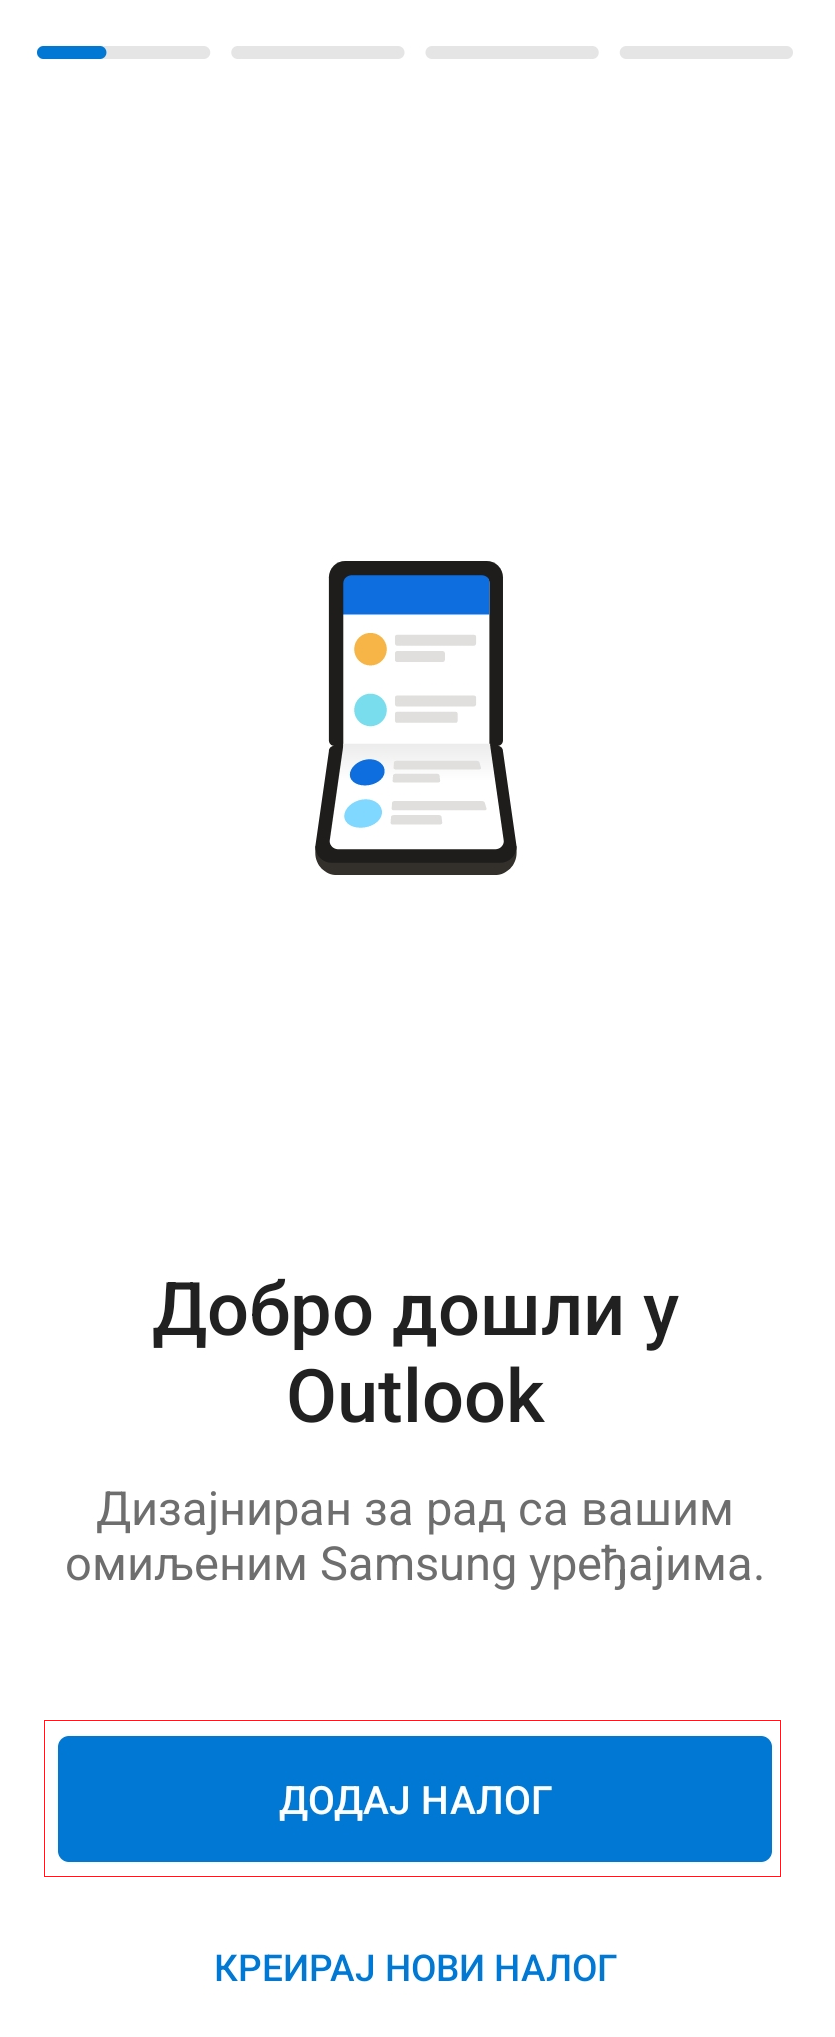 Добро дошли у
Outlook
Дизајниран за рад са вашим
омиљеним Samsung уређајима.
ДОДАЈ НАЛОГ
КРЕИРАЈ НОВИ НАЛОГ